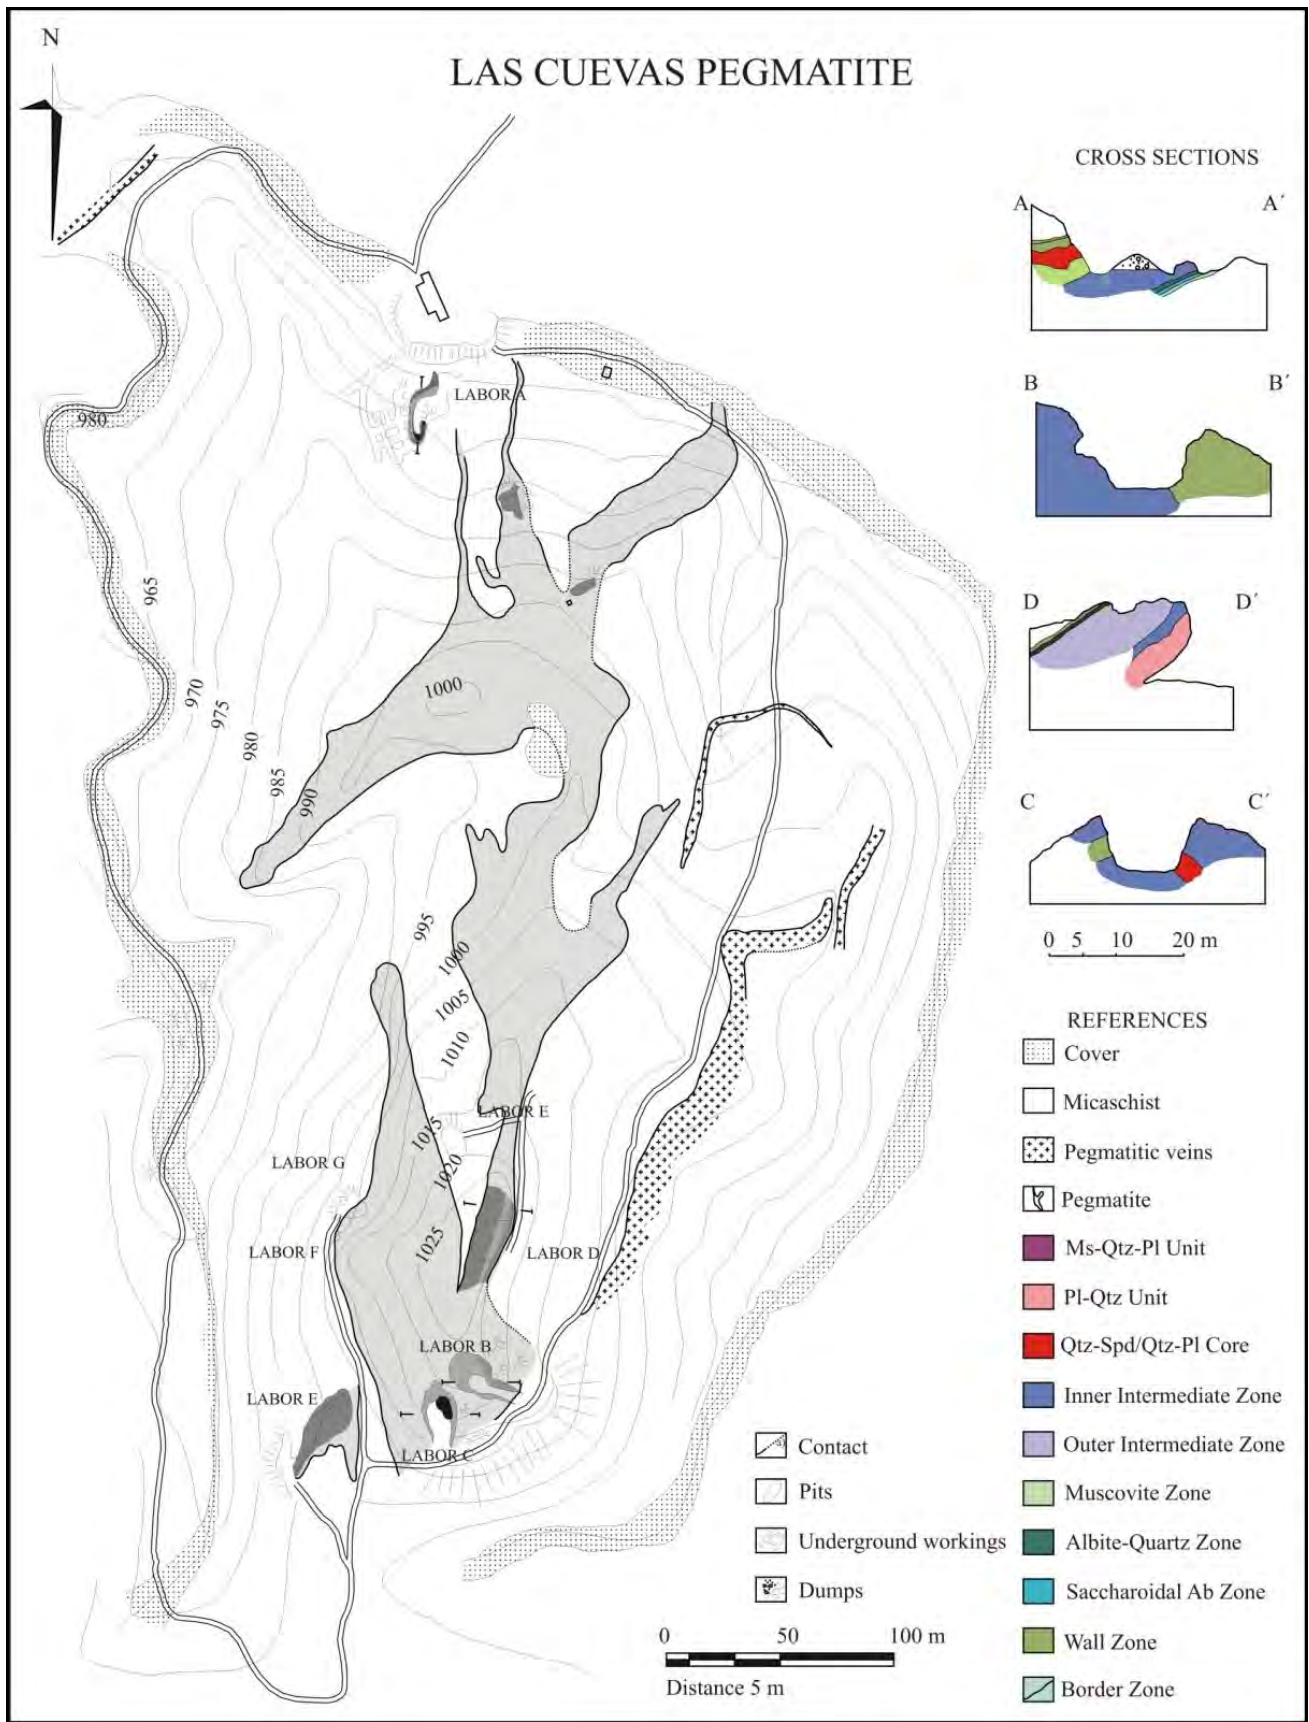 N
LAS CUEVAS PEGMATITE
CROSS SECTIONS
A A´
B B´
D D´
C C´
0 5 10 20 m
LABOR A
980
965
970
975
980
985
990
1000
995
1000
1005
1010
1015
1020
1025
LABOR E
LABOR G
LABOR F
LABOR D
LABOR B
LABOR E
LABOR C
REFERENCES
Cover
Micaschist
Pegmatitic veins
Pegmatite
Ms-Qtz-Pl Unit
Pl-Qtz Unit
Qtz-Spd/Qtz-Pl Core
Inner Intermediate Zone
Outer Intermediate Zone
Muscovite Zone
Albite-Quartz Zone
Saccharoidal Ab Zone
Wall Zone
Border Zone
Contact
Pits
Underground workings
Dumps
0 50 100 m
Distance 5 m